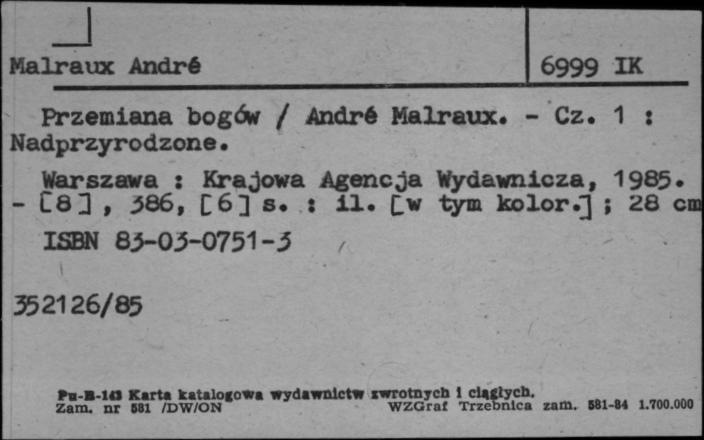 Malraux André 6999 IK
Przemiana bogów / André Malraux. - Cz. 1 :
Nadprzyrodzone.
Warszawa : Krajowa Agencja Wydawnicza, 1985.
- [8], 386, [6] s. : il. [w tym kolor.] ; 28 cm
ISBN 83-03-0751-3
352126/85
Pu-B-143 Karta katalogowa wydawnictw zwrotnych i ciągłych.
Zam. nr 581 /DW/ON WZGraf Trzebnica zam. 581-84 1.700.000